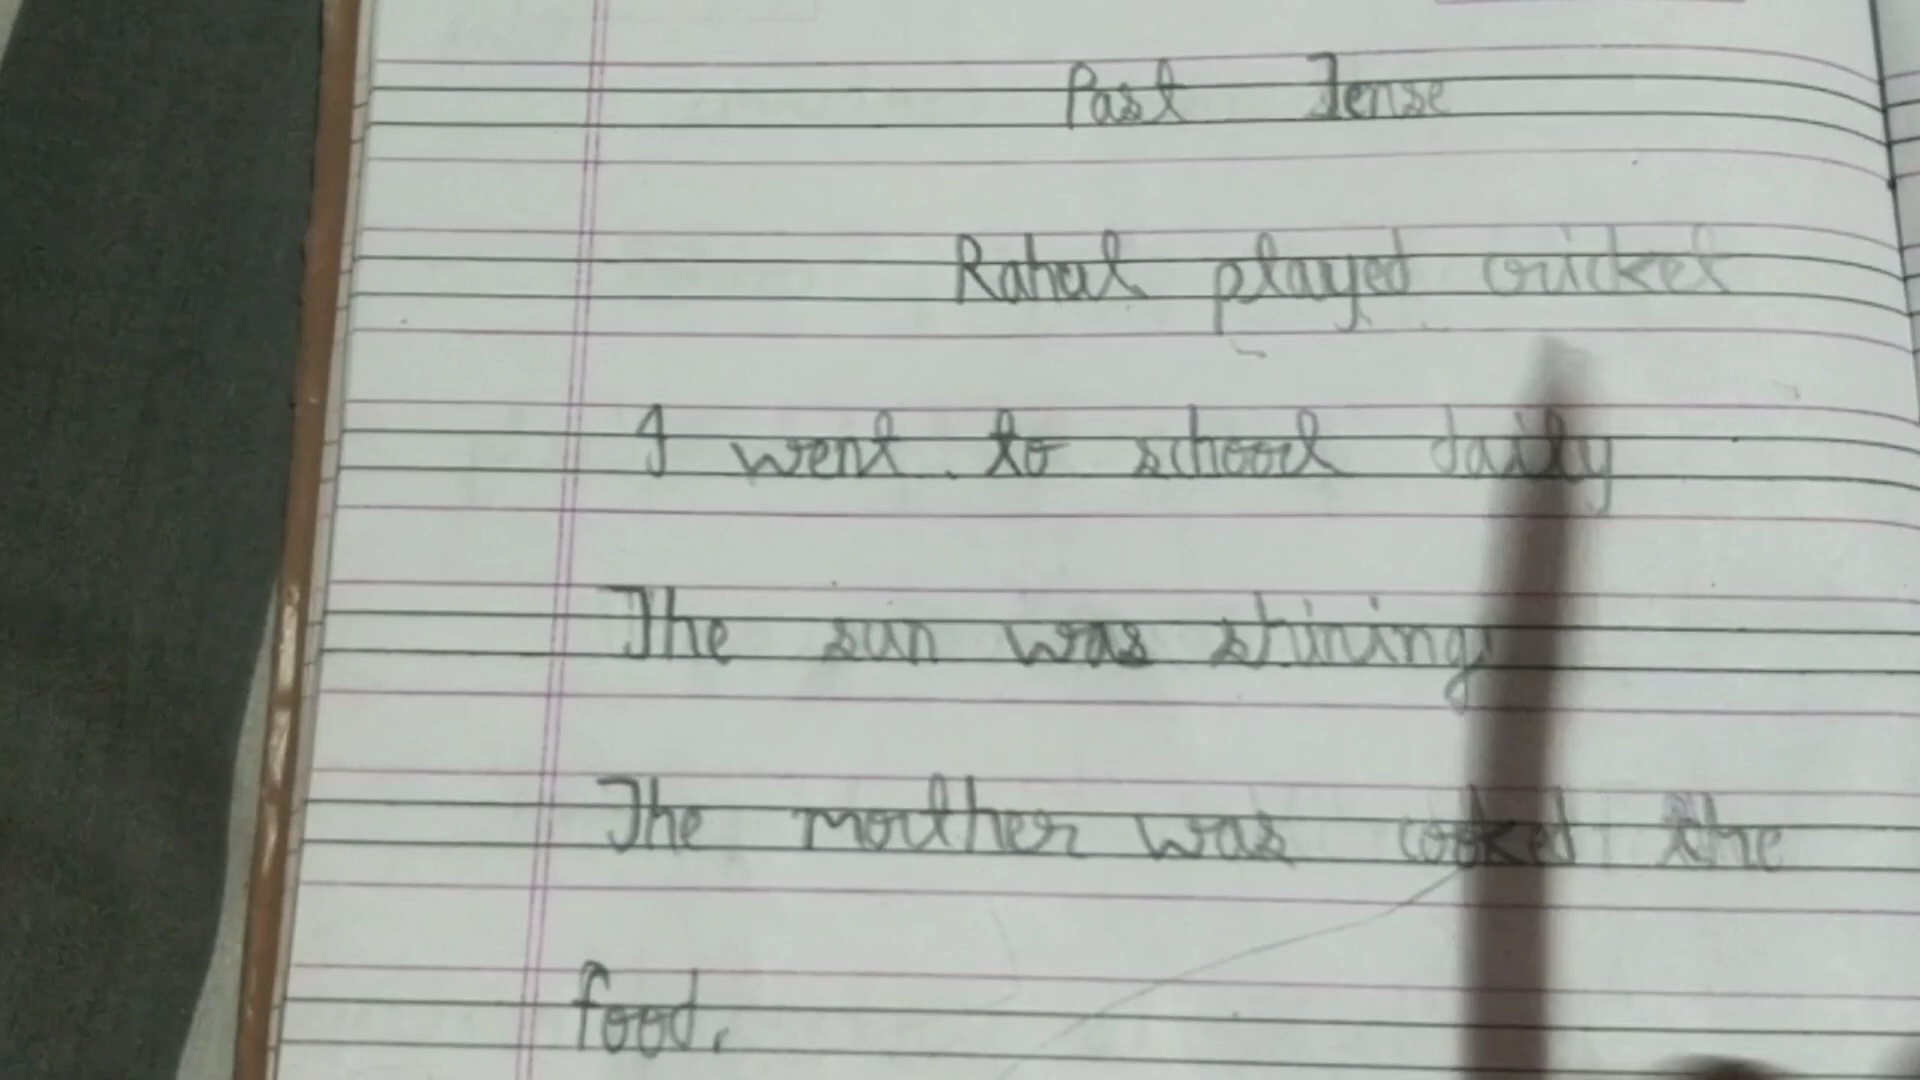 Past Tense
Rahul played cricket
I went to school daily
The sun was shining
The mother was cooked the
food.